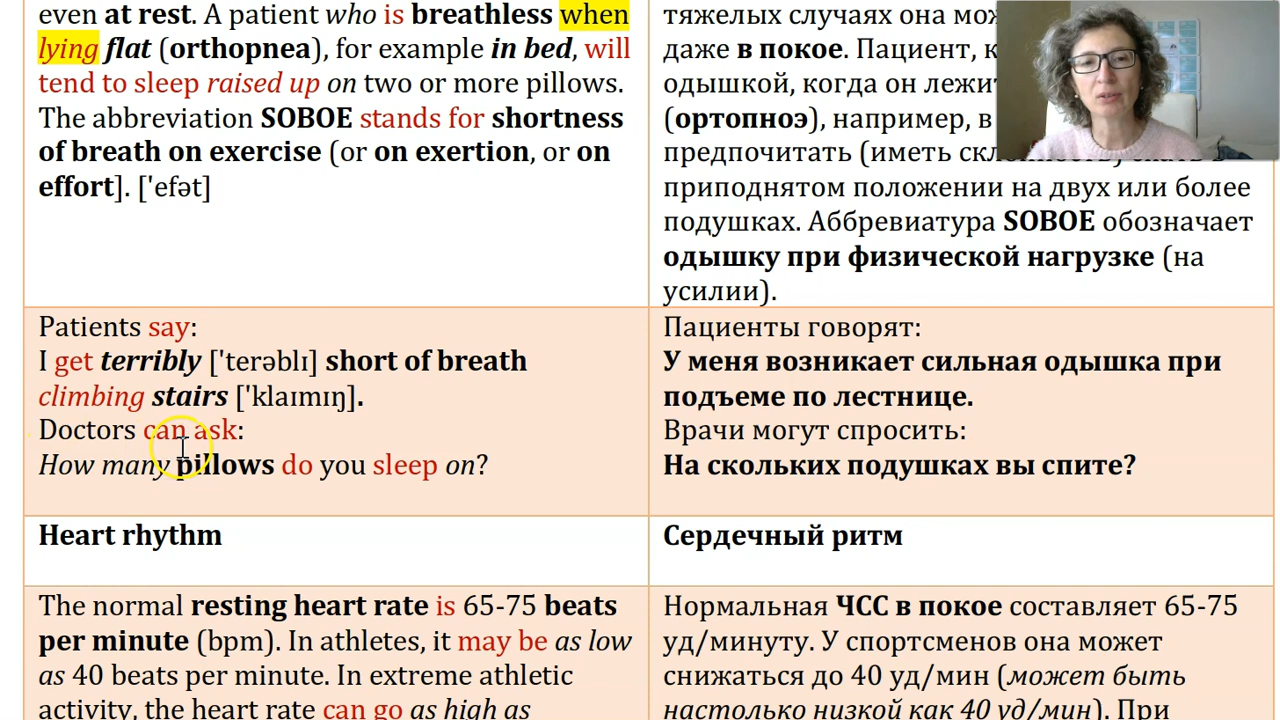 even at rest. A patient who is breathless when
lying flat (orthopnea), for example in bed, will
tend to sleep raised up on two or more pillows.
The abbreviation SOBOE stands for shortness
of breath on exercise (or on exertion, or on
effort]. ['efət]
тяжелых случаях она
даже в покое. Пациент,
одышкой, когда он
(ортопноэ), например, в
предпочитать (иметь
приподнятом положении на двух или более
подушках. Аббревиатура SOBOE обозначает
одышку при физической нагрузке (на
усилии).
Patients say:
I get terribly ['terəblɪ] short of breath
climbing stairs ['klaɪmɪŋ].
Doctors can ask:
How many pillows do you sleep on?
Пациенты говорят:
У меня возникает сильная одышка при
подъеме по лестнице.
Врачи могут спросить:
На скольких подушках вы спите?
Heart rhythm
Сердечный ритм
The normal resting heart rate is 65-75 beats
per minute (bpm). In athletes, it may be as low
as 40 beats per minute. In extreme athletic
activity, the heart rate can go as high as
Нормальная ЧСС в покое составляет 65-75
уд/минуту. У спортсменов она может
снижаться до 40 уд/мин (может быть
настолько низкой как 40 уд/мин). При